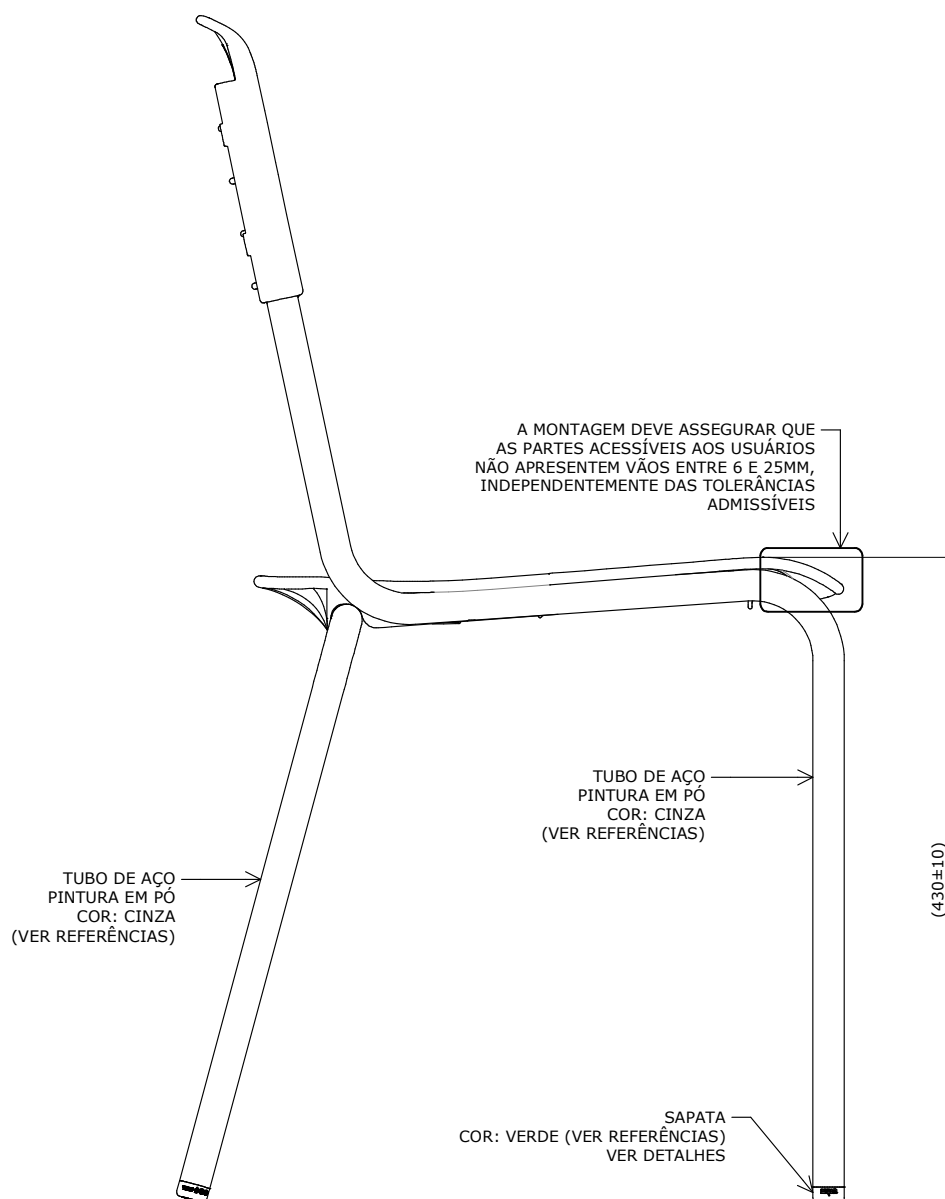 A MONTAGEM DEVE ASSEGURAR QUE
AS PARTES ACESSÍVEIS AOS USUÁRIOS
NÃO APRESENTEM VÃOS ENTRE 6 E 25MM,
INDEPENDENTEMENTE DAS TOLERÂNCIAS
ADMISSÍVEIS
TUBO DE AÇO
PINTURA EM PÓ
COR: CINZA
(VER REFERÊNCIAS)
(430±10)
TUBO DE AÇO
PINTURA EM PÓ
COR: CINZA
(VER REFERÊNCIAS)
SAPATA
COR: VERDE (VER REFERÊNCIAS)
VER DETALHES